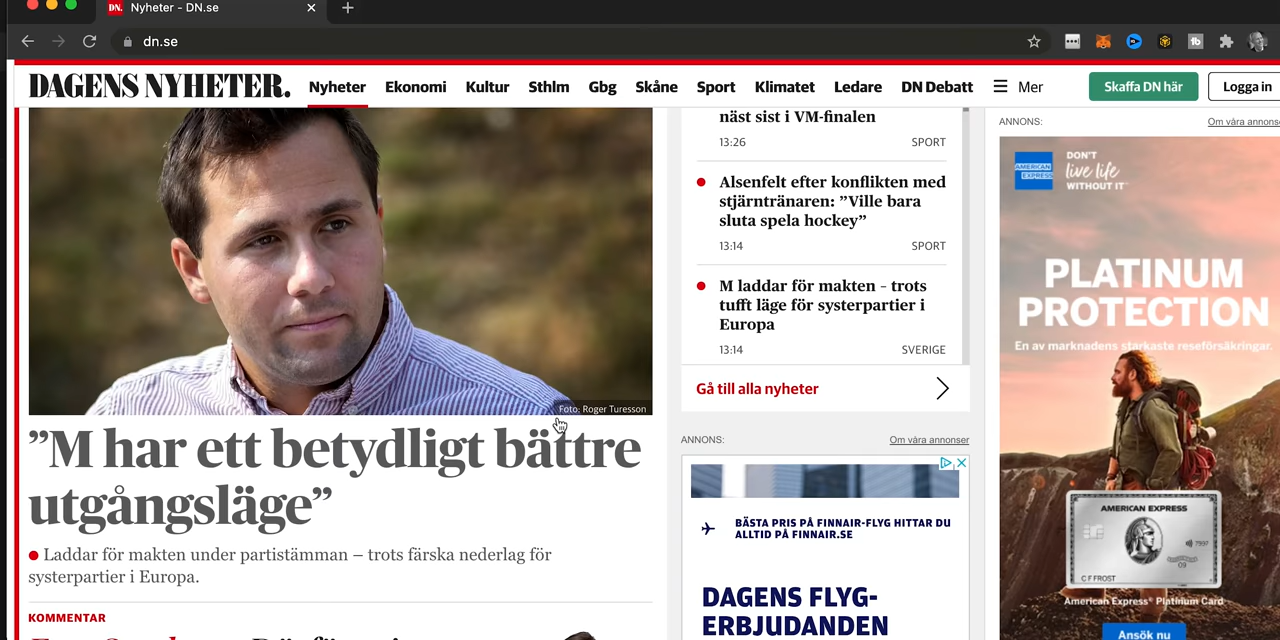 DN. Nyheter - DN.se
dn.se
DAGENS NYHETER.
Nyheter
Ekonomi
Kultur
Sthlm
Gbg
Skåne
Sport
Klimatet
Ledare
DN Debatt
Mer
Skaffa DN här
Logga in
Foto: Roger Turesson
”M har ett betydligt bättre
utgångsläge”
Laddar för makten under partistämman – trots färska nederlag för
systerpartier i Europa.
KOMMENTAR
näst sist i VM-finalen
13:26
SPORT
Alsenfelt efter konflikten med
stjärntränaren: ”Ville bara
sluta spela hockey”
13:14
SPORT
M laddar för makten – trots
tufft läge för systerpartier i
Europa
13:14
SVERIGE
Gå till alla nyheter
ANNONS:
Om våra annonser
BÄSTA PRIS PÅ FINNAIR-FLYG HITTAR DU
ALLTID PÅ FINNAIR.SE
DAGENS FLYG-
ERBJUDANDEN
ANNONS:
Om våra annonse
AMERICAN
EXPRESS
DON'T
live life
WITHOUT IT
PLATINUM
PROTECTION
En av marknadens starkaste reseförsäkringar.
AMERICAN EXPRESS
C F FROST
09
American Express® Platinum Card
Ansök nu